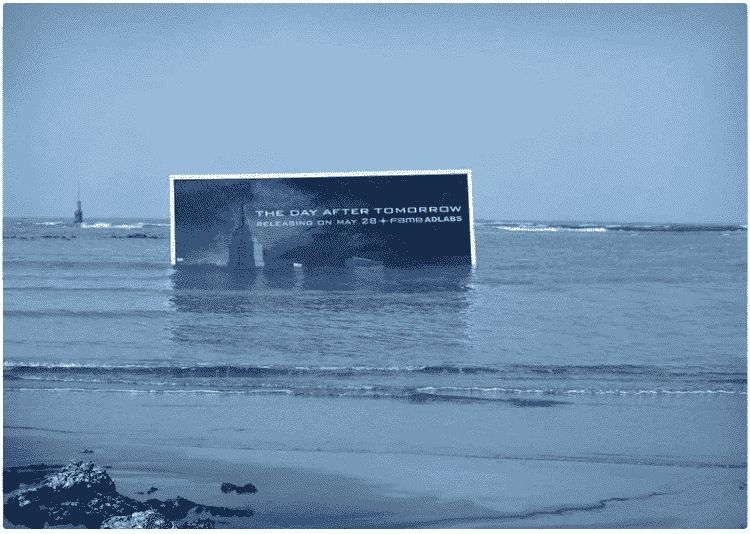 THE DAY AFTER TOMORROW
RELEASING ON MAY 28 + Fame ADLABS